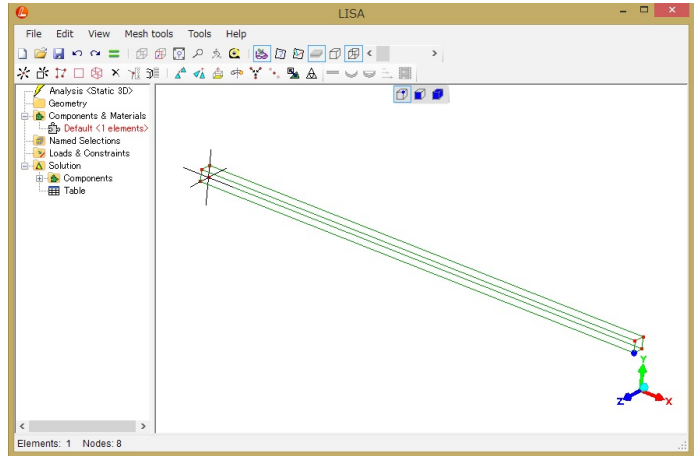 LISA
File Edit View Mesh tools Tools Help
Analysis <Static 3D>
Geometry
Components & Materials
Default <1 elements>
Named Selections
Loads & Constraints
Solution
Components
Table
Y
Z
X
Elements: 1 Nodes: 8